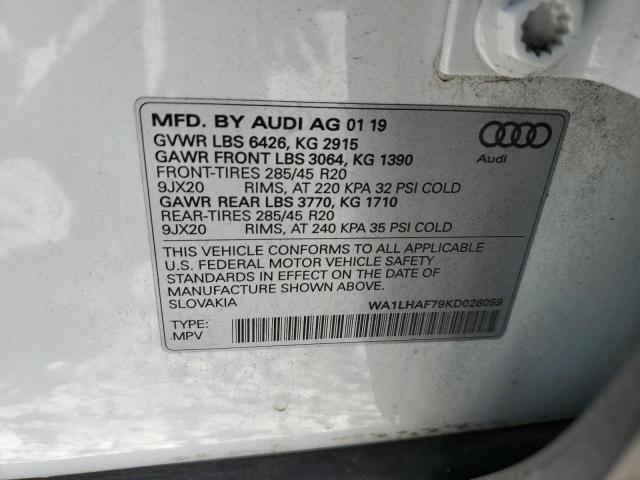 MFD. BY AUDI AG 01 19
GVWR LBS 6426, KG 2915
GAWR FRONT LBS 3064, KG 1390
FRONT-TIRES 285/45 R20
9JX20 RIMS, AT 220 KPA 32 PSI COLD
GAWR REAR LBS 3770, KG 1710
REAR-TIRES 285/45 R20
9JX20 RIMS, AT 240 KPA 35 PSI COLD
Audi
THIS VEHICLE CONFORMS TO ALL APPLICABLE
U.S. FEDERAL MOTOR VEHICLE SAFETY
STANDARDS IN EFFECT ON THE DATE OF
MANUFACTURE SHOWN ABOVE.
SLOVAKIA WA1LHAF79KD026059
TYPE:
MPV